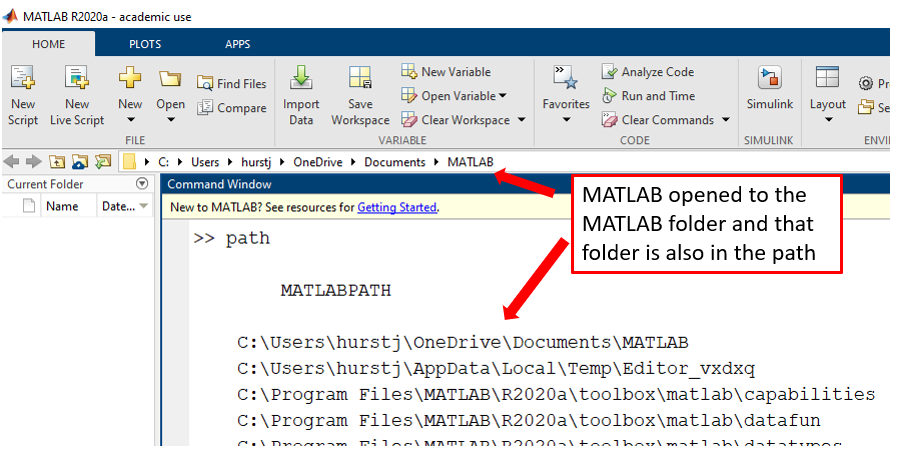 MATLAB R2020a - academic use
HOME PLOTS APPS
New Script
New Live Script
New
Open
Find Files
Compare
FILE
Import Data
Save Workspace
New Variable
Open Variable
Clear Workspace
VARIABLE
Favorites
Analyze Code
Run and Time
Clear Commands
CODE
Simulink
SIMULINK
Layout
C: Users hurstj OneDrive Documents MATLAB
Current Folder
Name Date...
Command Window
New to MATLAB? See resources for Getting Started.
>> path
MATLABPATH
C:\Users\hurstj\OneDrive\Documents\MATLAB
C:\Users\hurstj\AppData\Local\Temp\Editor_vxdxq
C:\Program Files\MATLAB\R2020a\toolbox\matlab\capabilities
C:\Program Files\MATLAB\R2020a\toolbox\matlab\datafun
C:\Program Files\MATLAB\R2020a\toolbox\matlab\datatypes
MATLAB opened to the
MATLAB folder and that
folder is also in the path